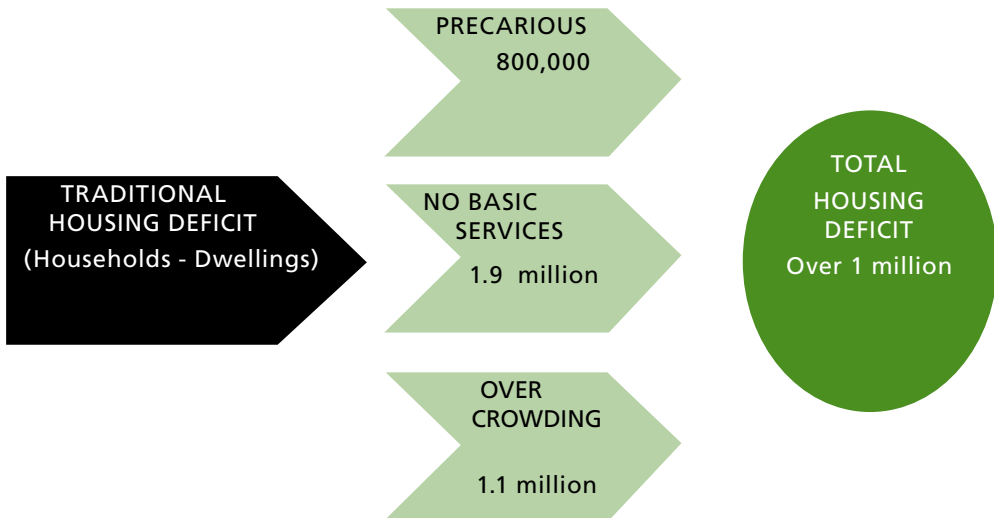 TRADITIONAL
HOUSING DEFICIT
(Households - Dwellings)
PRECARIOUS
800,000
NO BASIC
SERVICES
1.9 million
OVER
CROWDING
1.1 million
TOTAL
HOUSING
DEFICIT
Over 1 million